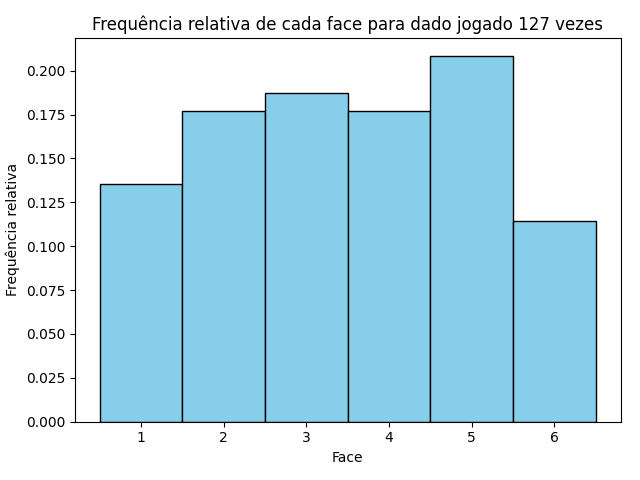 Frequência relativa de cada face para dado jogado 127 vezes
Frequência relativa
0.200
0.175
0.150
0.125
0.100
0.075
0.050
0.025
0.000
1 2 3 4 5 6
Face